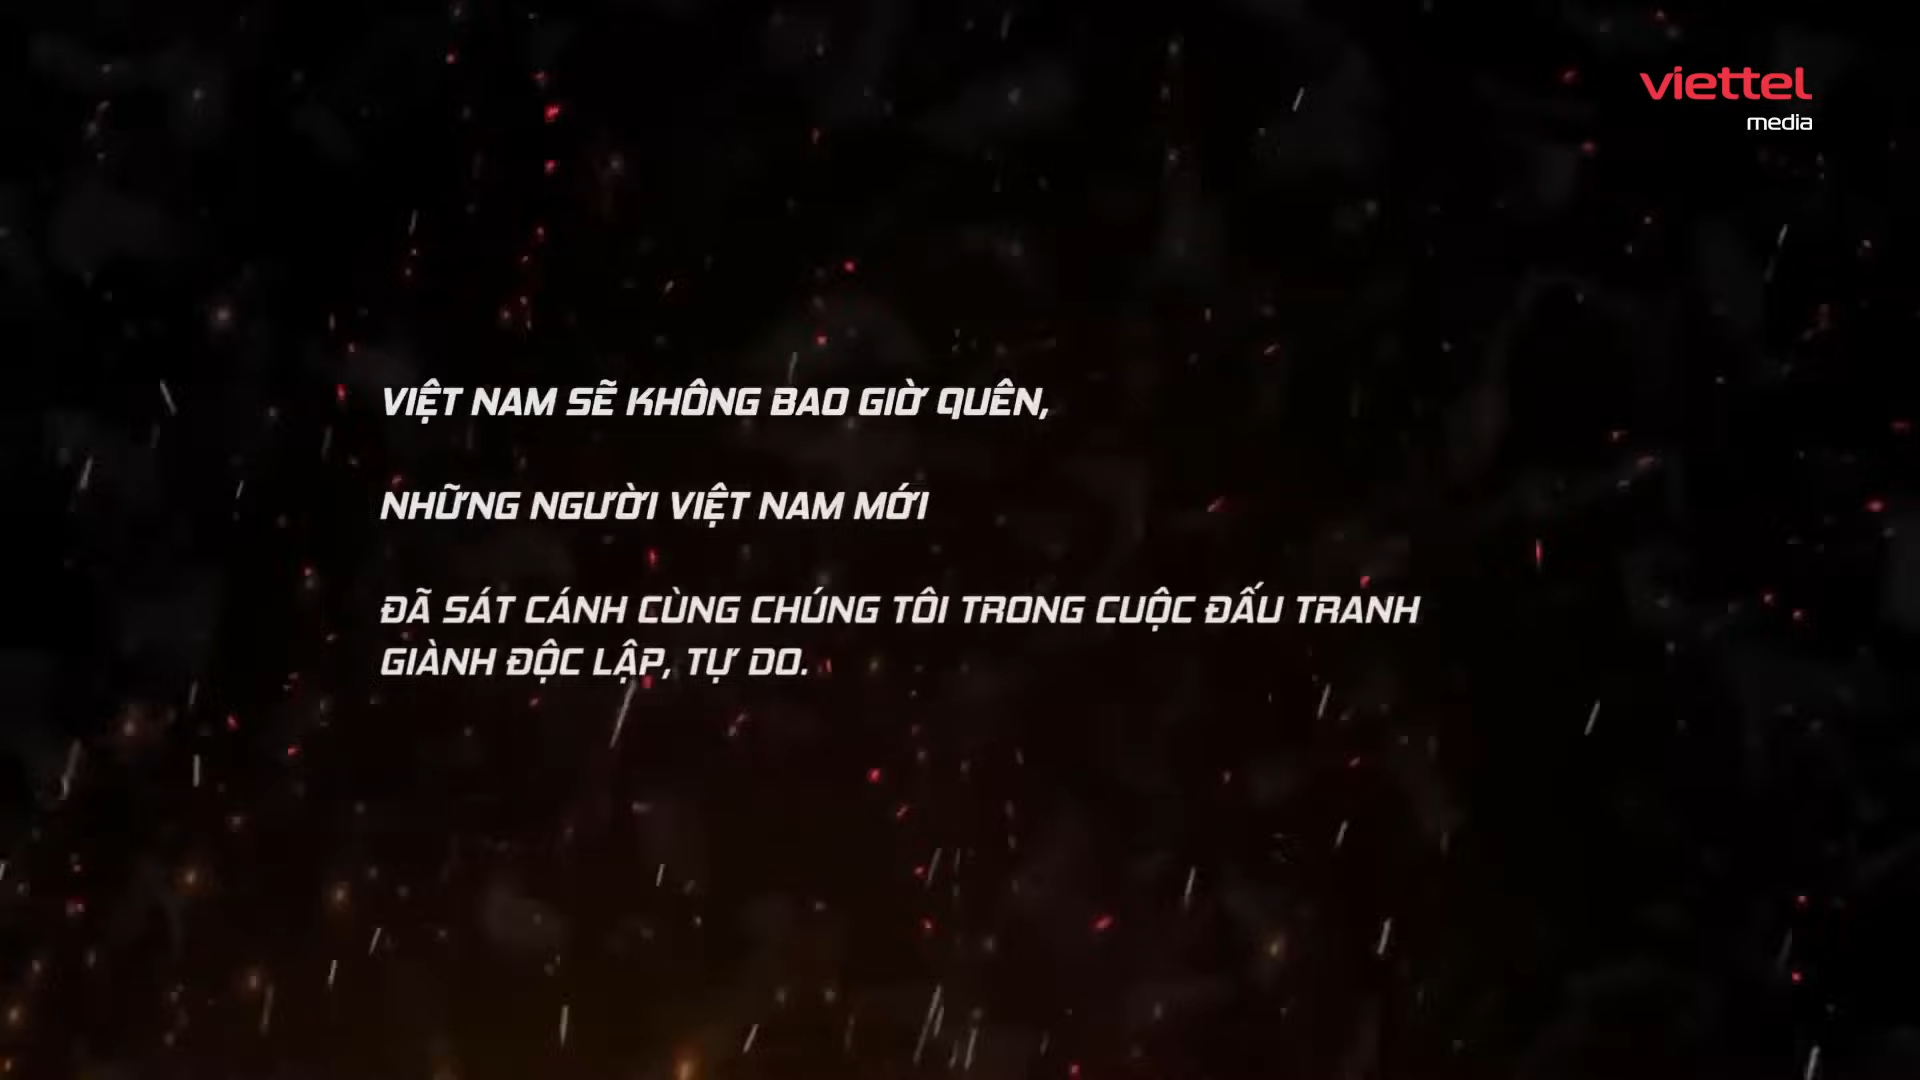 viettel
media
VIỆT NAM SẼ KHÔNG BAO GIỜ QUÊN,
NHỮNG NGƯỜI VIỆT NAM MỚI
ĐÃ SÁT CÁNH CÙNG CHÚNG TÔI TRONG CUỘC ĐẤU TRANH
GIÀNH ĐỘC LẬP, TỰ DO.